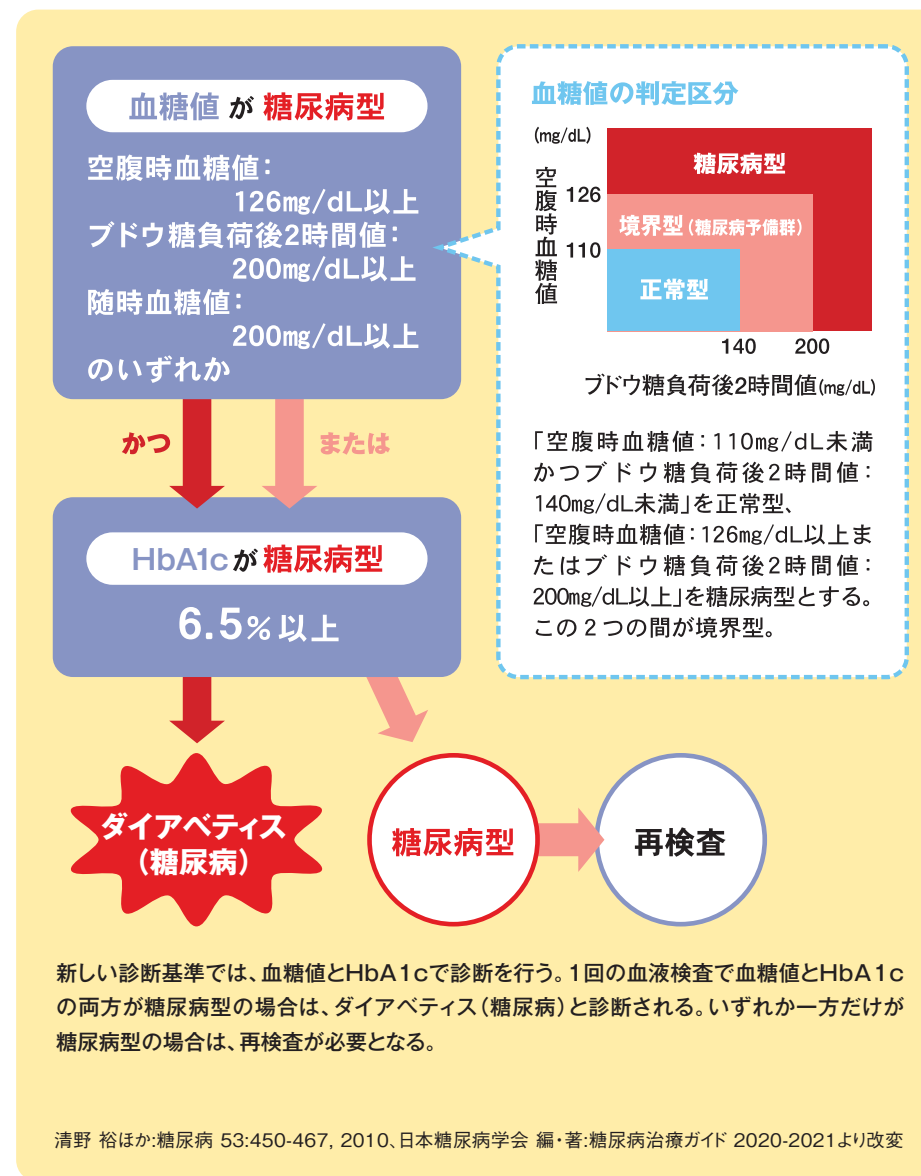 血糖値 が 糖尿病型
空腹時血糖値：
126mg/dL以上
ブドウ糖負荷後2時間値：
200mg/dL以上
随時血糖値：
200mg/dL以上
のいずれか
かつ
または
HbA1cが糖尿病型
6.5％以上
ダイアベティス
（糖尿病）
糖尿病型
再検査
血糖値の判定区分
(mg/dL)
空腹時血糖値
126
110
糖尿病型
境界型（糖尿病予備群）
正常型
140
200
ブドウ糖負荷後2時間値(mg/dL)
「空腹時血糖値：110mg/dL未満
かつブドウ糖負荷後2時間値：
140mg/dL未満」を正常型、
「空腹時血糖値：126mg/dL以上ま
たはブドウ糖負荷後2時間値：
200mg/dL以上」を糖尿病型とする。
この２つの間が境界型。
新しい診断基準では、血糖値とHbA1cで診断を行う。1回の血液検査で血糖値とHbA1c
の両方が糖尿病型の場合は、ダイアベティス（糖尿病）と診断される。いずれか一方だけが
糖尿病型の場合は、再検査が必要となる。
清野 裕ほか:糖尿病 53:450-467, 2010、日本糖尿病学会 編・著:糖尿病治療ガイド 2020-2021より改変